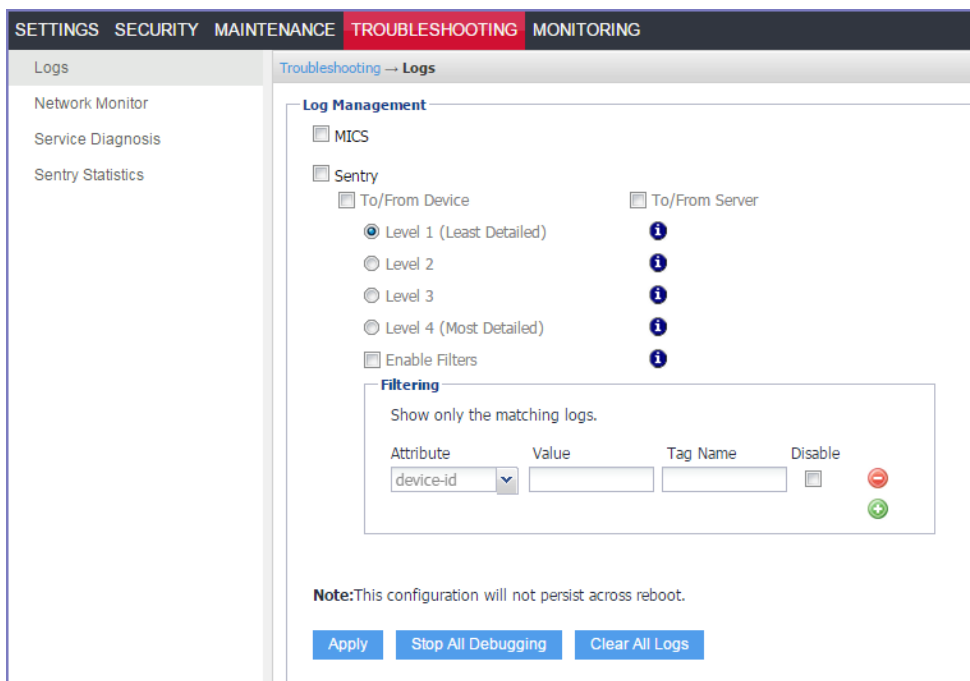 SETTINGS SECURITY MAINTENANCE TROUBLESHOOTING MONITORING
Logs
Network Monitor
Service Diagnosis
Sentry Statistics
Troubleshooting → Logs
Log Management
MICS
Sentry
To/From Device To/From Server
Level 1 (Least Detailed)
Level 2
Level 3
Level 4 (Most Detailed)
Enable Filters
Filtering
Show only the matching logs.
Attribute Value Tag Name Disable
device-id
Note:This configuration will not persist across reboot.
Apply Stop All Debugging Clear All Logs